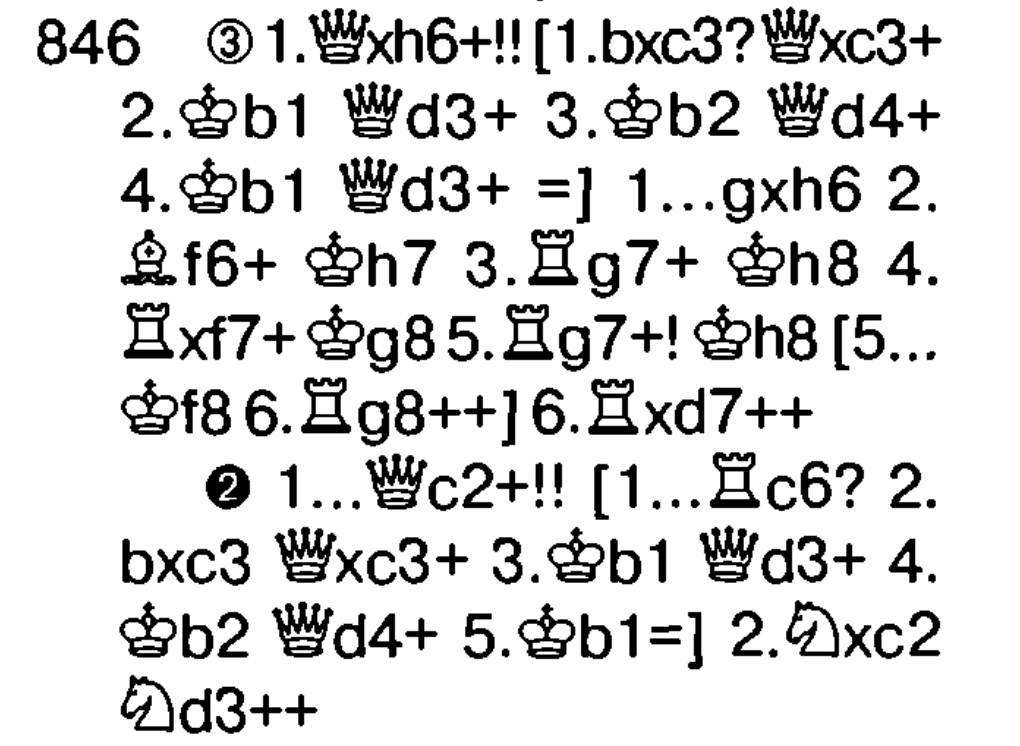 846 ③ 1.♕xh6+!! [1.bxc3? ♕xc3+
2.♔b1 ♕d3+ 3.♔b2 ♕d4+
4.♔b1 ♕d3+ =] 1...gxh6 2.
♗f6+ ♔h7 3.♖g7+ ♔h8 4.
♖xf7+ ♔g8 5.♖g7+! ♔h8 [5...
♔f8 6.♖g8++] 6.♖xd7++
❷ 1...♕c2+!! [1...♖c6? 2.
bxc3 ♕xc3+ 3.♔b1 ♕d3+ 4.
♔b2 ♕d4+ 5.♔b1=] 2.♘xc2
♘d3++